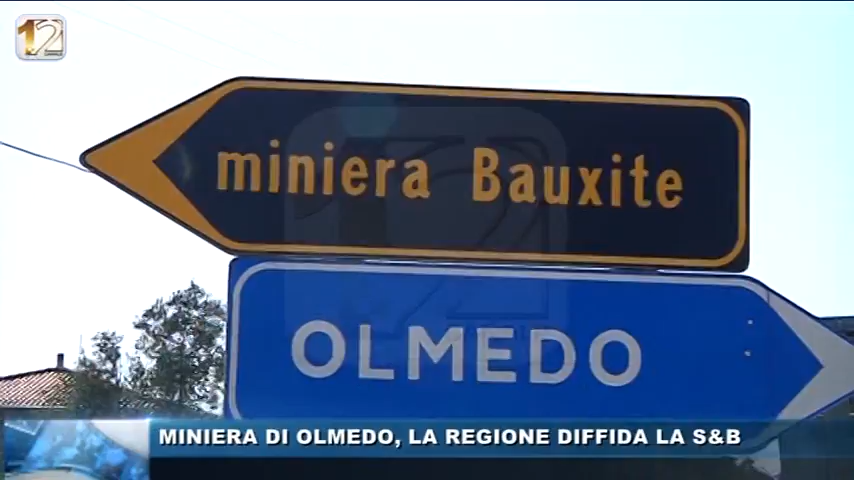 12
miniera Bauxite
OLMEDO
MINIERA DI OLMEDO, LA REGIONE DIFFIDA LA S&B